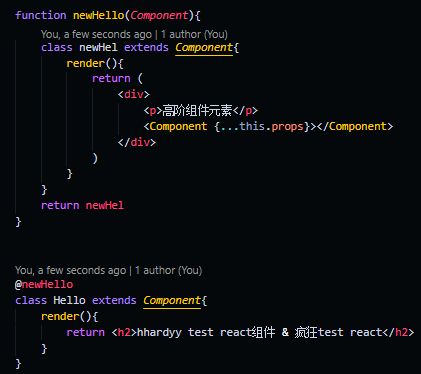 function newHello(Component){
You, a few seconds ago | 1 author (You)
class newHel extends Component{
render(){
return (
<div>
<p>高阶组件元素</p>
<Component {...this.props}></Component>
</div>
)
}
}
return newHel
}
You, a few seconds ago | 1 author (You)
@newHello
class Hello extends Component{
render(){
return <h2>hhardyy test react组件 & 疯狂test react</h2>
}
}